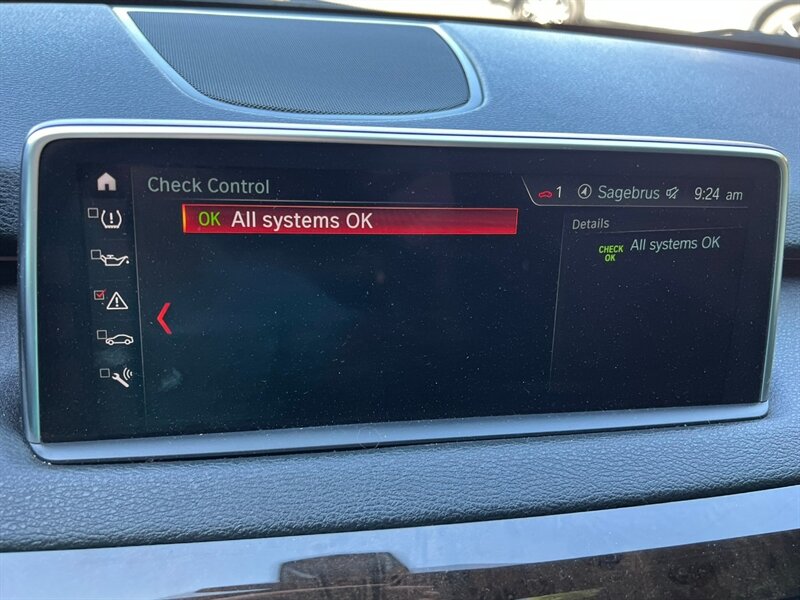 Check Control
1 Sagebrus 9:24 am
OK All systems OK
Details
CHECK OK All systems OK